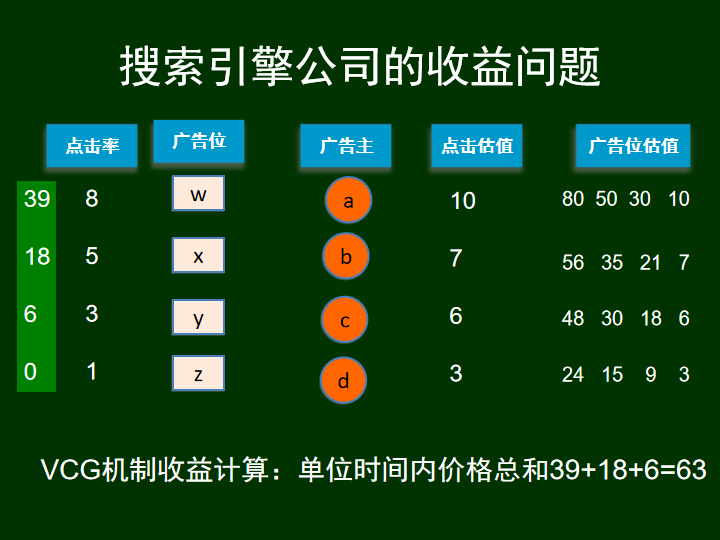 搜索引擎公司的收益问题
点击率 广告位 广告主 点击估值 广告位估值
39 8 w a 10 80 50 30 10
18 5 x b 7 56 35 21 7
6 3 y c 6 48 30 18 6
0 1 z d 3 24 15 9 3
VCG机制收益计算：单位时间内价格总和39+18+6=63